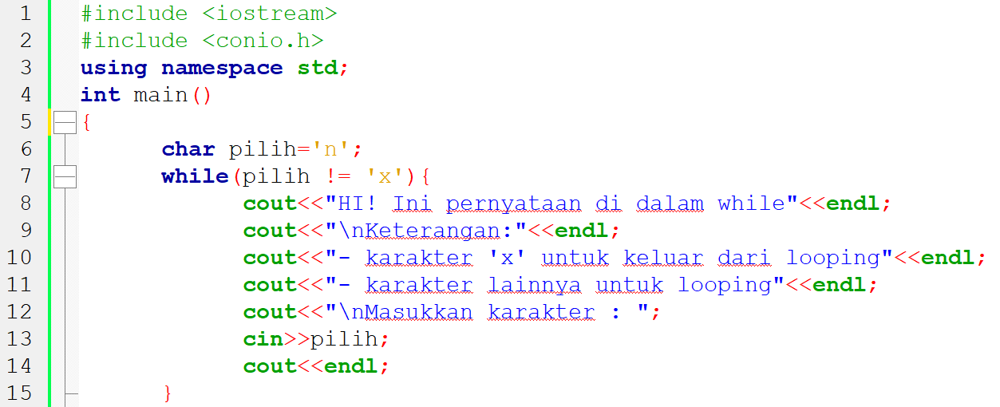 1 #include <iostream>
2 #include <conio.h>
3 using namespace std;
4 int main()
5 {
6 char pilih='n';
7 while(pilih != 'x'){
8 cout<<"HI! Ini pernyataan di dalam while"<<endl;
9 cout<<"\nKeterangan:"<<endl;
10 cout<<"- karakter 'x' untuk keluar dari looping"<<endl;
11 cout<<"- karakter lainnya untuk looping"<<endl;
12 cout<<"\nMasukkan karakter : ";
13 cin>>pilih;
14 cout<<endl;
15 }